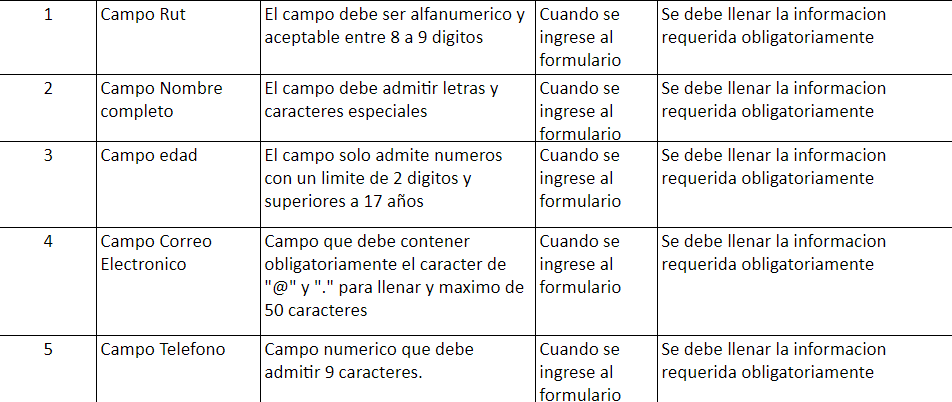 1
Campo Rut
El campo debe ser alfanumerico y
aceptable entre 8 a 9 digitos
Cuando se
ingrese al
formulario
Se debe llenar la informacion
requerida obligatoriamente
2
Campo Nombre
completo
El campo debe admitir letras y
caracteres especiales
Cuando se
ingrese al
formulario
Se debe llenar la informacion
requerida obligatoriamente
3
Campo edad
El campo solo admite numeros
con un limite de 2 digitos y
superiores a 17 años
Cuando se
ingrese al
formulario
Se debe llenar la informacion
requerida obligatoriamente
4
Campo Correo
Electronico
Campo que debe contener
obligatoriamente el caracter de
"@" y "." para llenar y maximo de
50 caracteres
Cuando se
ingrese al
formulario
Se debe llenar la informacion
requerida obligatoriamente
5
Campo Telefono
Campo numerico que debe
admitir 9 caracteres.
Cuando se
ingrese al
formulario
Se debe llenar la informacion
requerida obligatoriamente